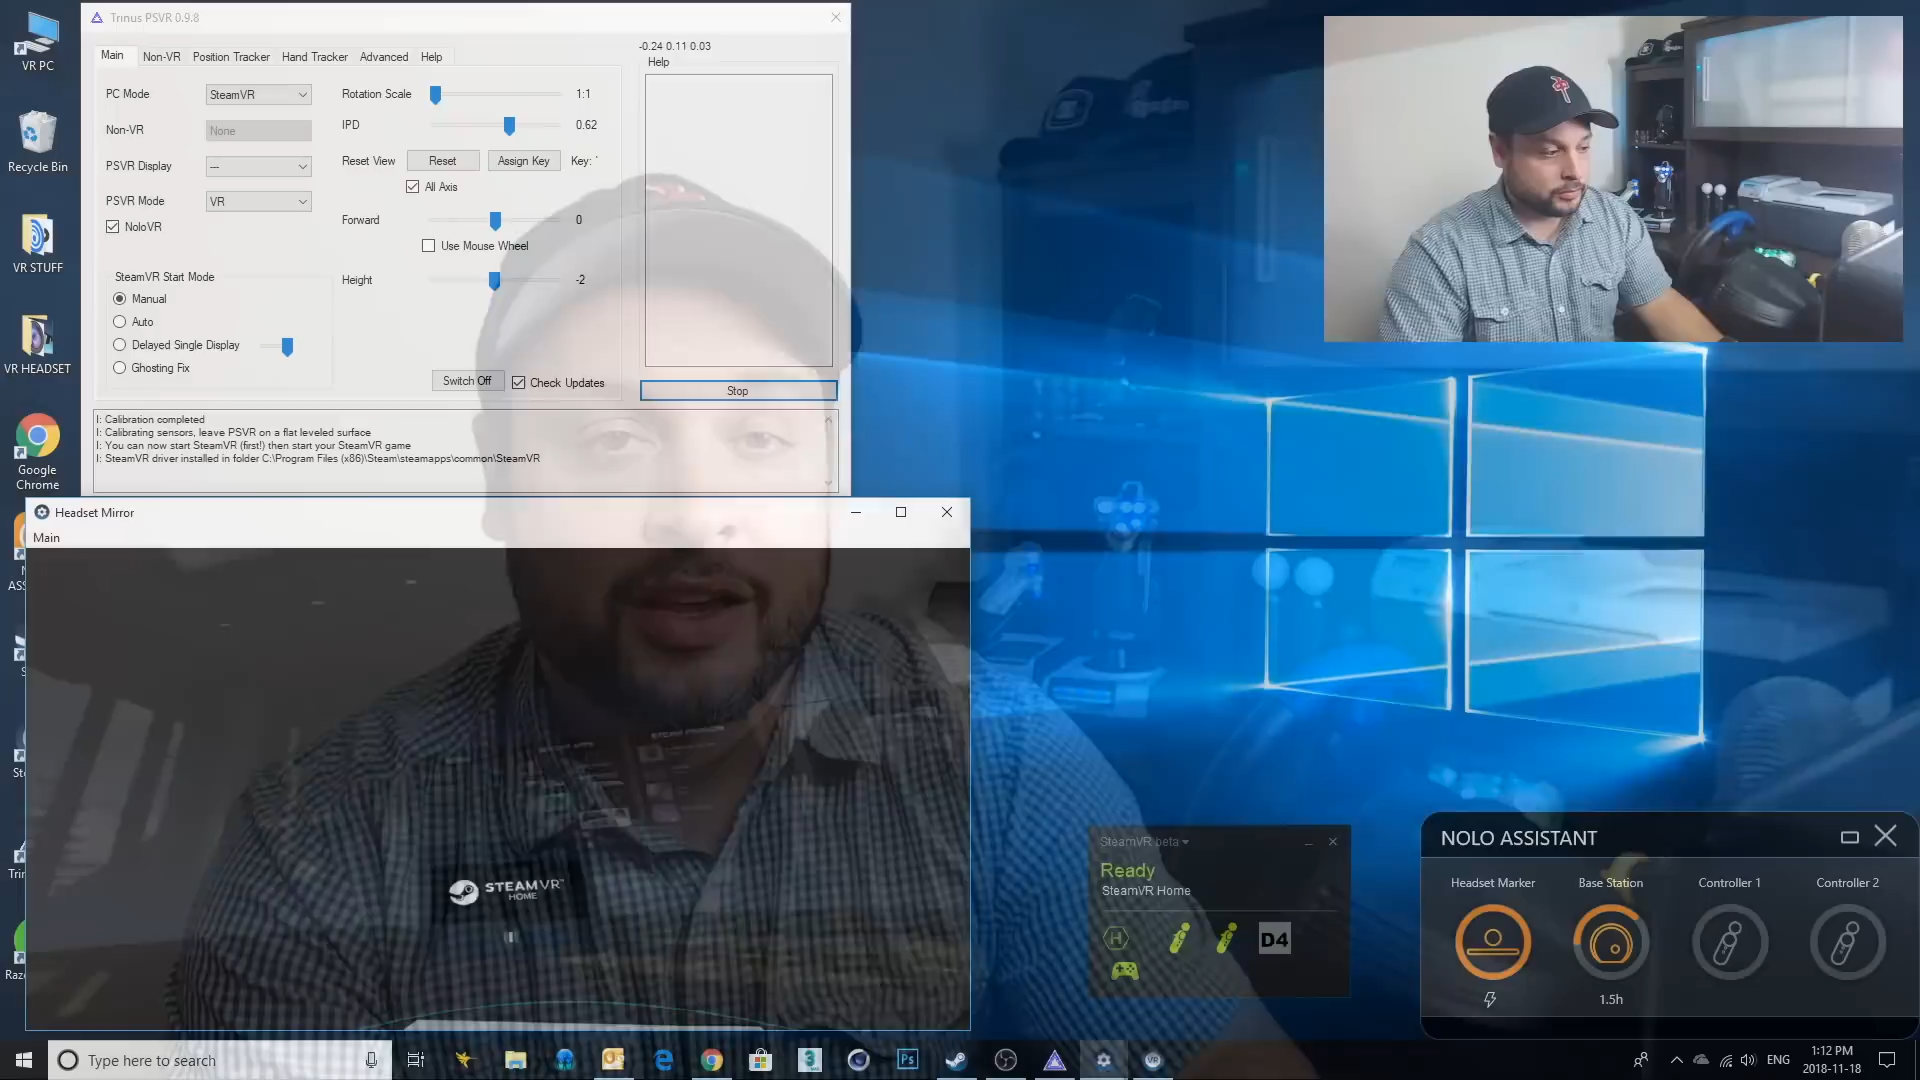 VR PC
Recycle Bin
VR STUFF
VR HEADSET
Google
Chrome
Trinus PSVR 0.9.8
Main
Non-VR
Position Tracker
Hand Tracker
Advanced
Help
PC Mode
SteamVR
Non-VR
None
PSVR Display
---
PSVR Mode
VR
NoloVR
SteamVR Start Mode
Manual
Auto
Delayed Single Display
Ghosting Fix
Rotation Scale
1:1
IPD
0.62
Reset View
Reset
Assign Key
Key: '
All Axis
Forward
0
Use Mouse Wheel
Height
-2
Switch Off
Check Updates
-0.24 0.11 0.03
Help
Stop
I: Calibration completed
I: Calibrating sensors, leave PSVR on a flat leveled surface
I: You can now start SteamVR (first!) then start your SteamVR game
I: SteamVR driver installed in folder C:\Program Files (x86)\Steam\steamapps\common\SteamVR
Headset Mirror
Main
STEAMVR™
HOME
SteamVR beta
Ready
SteamVR Home
D4
NOLO ASSISTANT
Headset Marker
Base Station
Controller 1
Controller 2
1.5h
Type here to search
Ps
VR
ENG
1:12 PM
2018-11-18